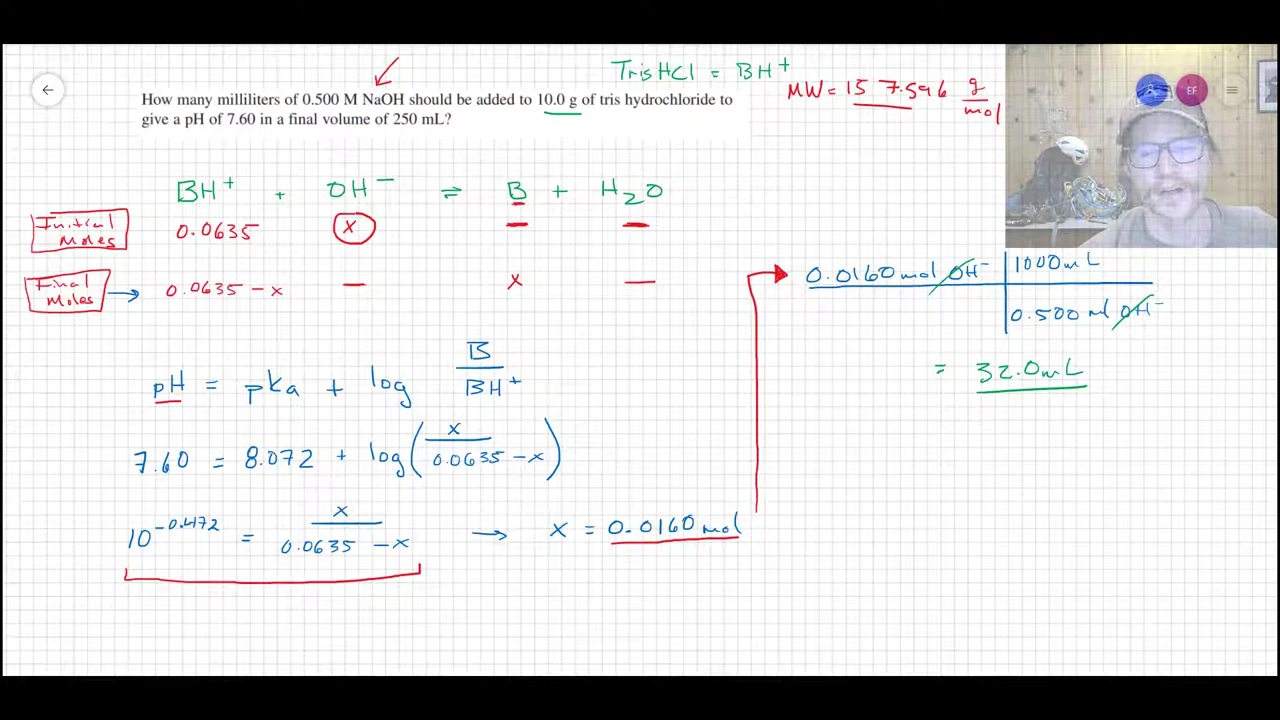 TrisHCl = BH+
MW = 157.596 g/mol
How many milliliters of 0.500 M NaOH should be added to 10.0 g of tris hydrochloride to
give a pH of 7.60 in a final volume of 250 mL?
EF
BH+ + OH− ⇌ B + H2O
Initial Moles 0.0635 x — —
Final Moles → 0.0635 − x — x —
pH = pka + log B/BH+
7.60 = 8.072 + log(x/(0.0635 − x))
10^−0.472 = x/(0.0635 − x) → x = 0.0160 mol
0.0160 mol OH− | 1000 mL
0.500 ml OH−
= 32.0 mL